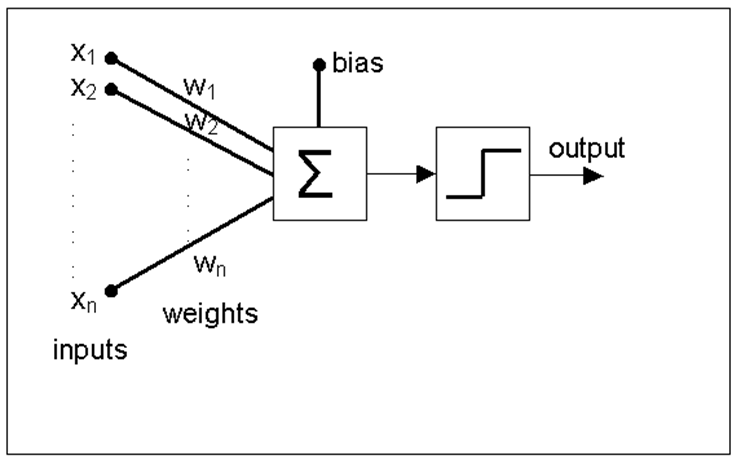 x₁
w₁
bias
x₂
w₂
Σ
output
wₙ
xₙ
weights
inputs